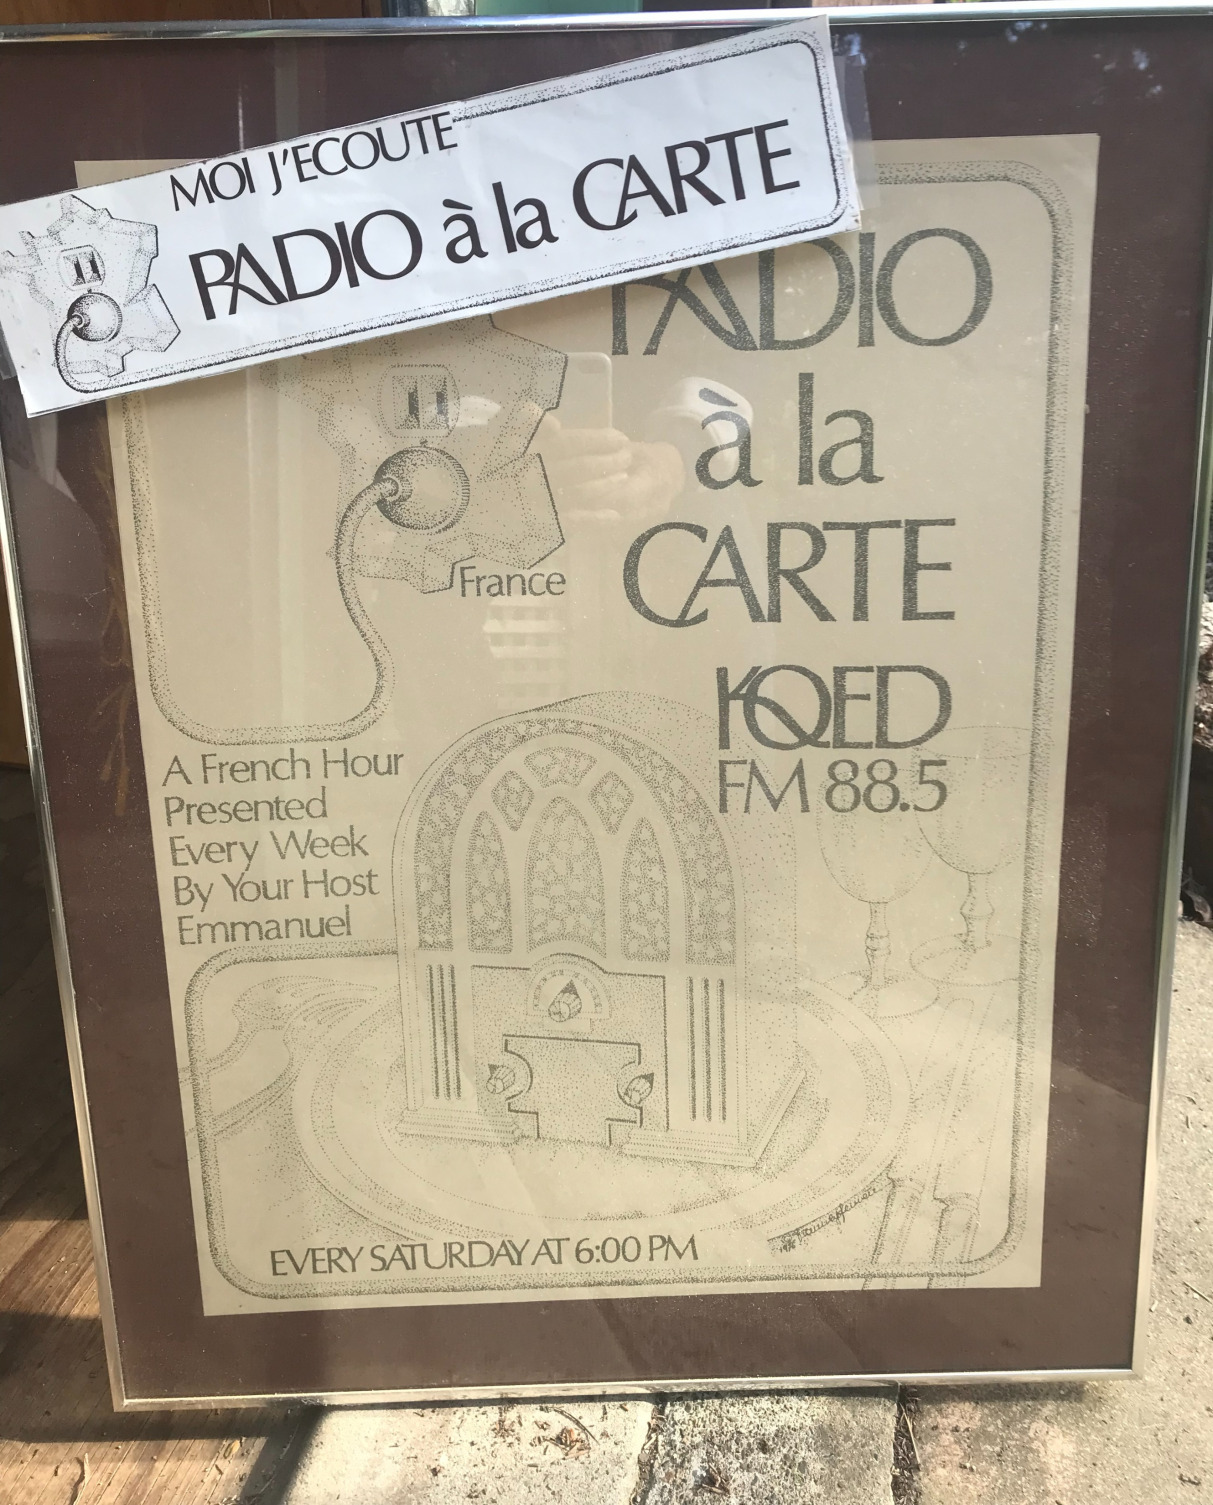 MOI J'ECOUTE
RADIO à la CARTE
RADIO
à la
CARTE
France
KQED
FM 88.5
A French Hour
Presented
Every Week
By Your Host
Emmanuel
EVERY SATURDAY AT 6:00 PM